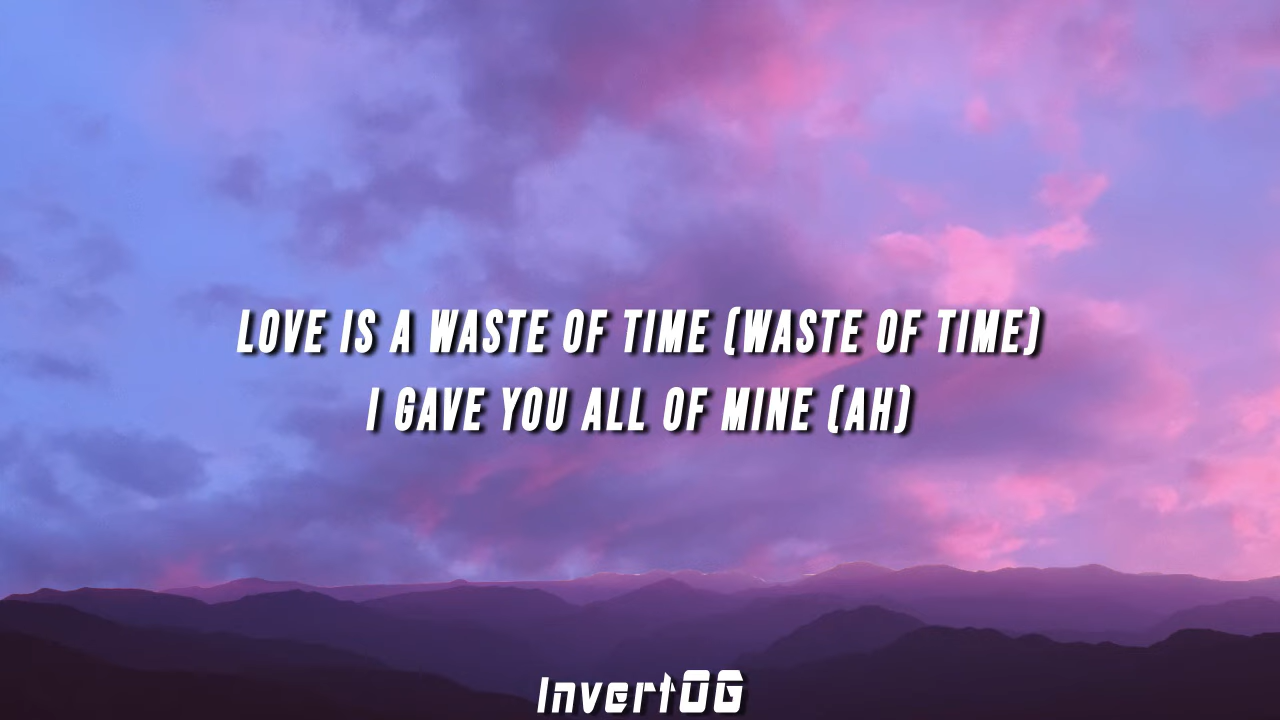 LOVE IS A WASTE OF TIME (WASTE OF TIME)
I GAVE YOU ALL OF MINE (AH)
InvertOG